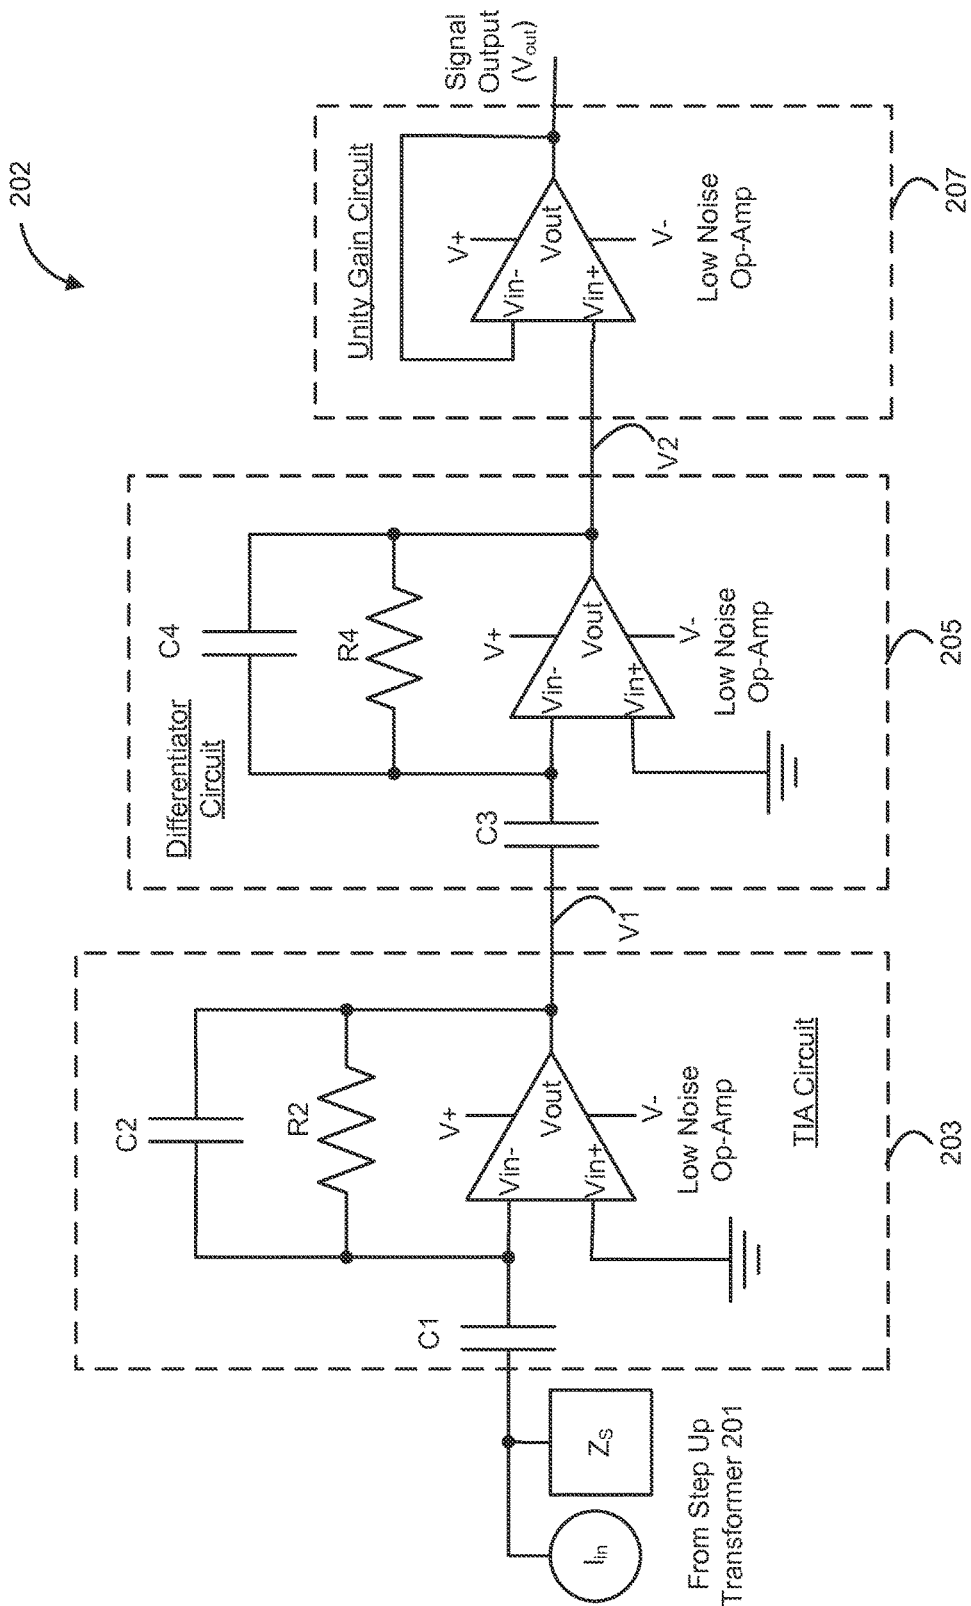 202
Signal
Output
(Vout)
Unity Gain Circuit
V+
Vin-
Vout
Vin+
V-
Low Noise
Op-Amp
207
V2
Differentiator
Circuit
C4
R4
C3
V+
Vin-
Vout
Vin+
V-
Low Noise
Op-Amp
205
V1
C2
R2
C1
V+
Vin-
Vout
Vin+
V-
Low Noise
Op-Amp
TIA Circuit
203
Iin
ZS
From Step Up
Transformer 201